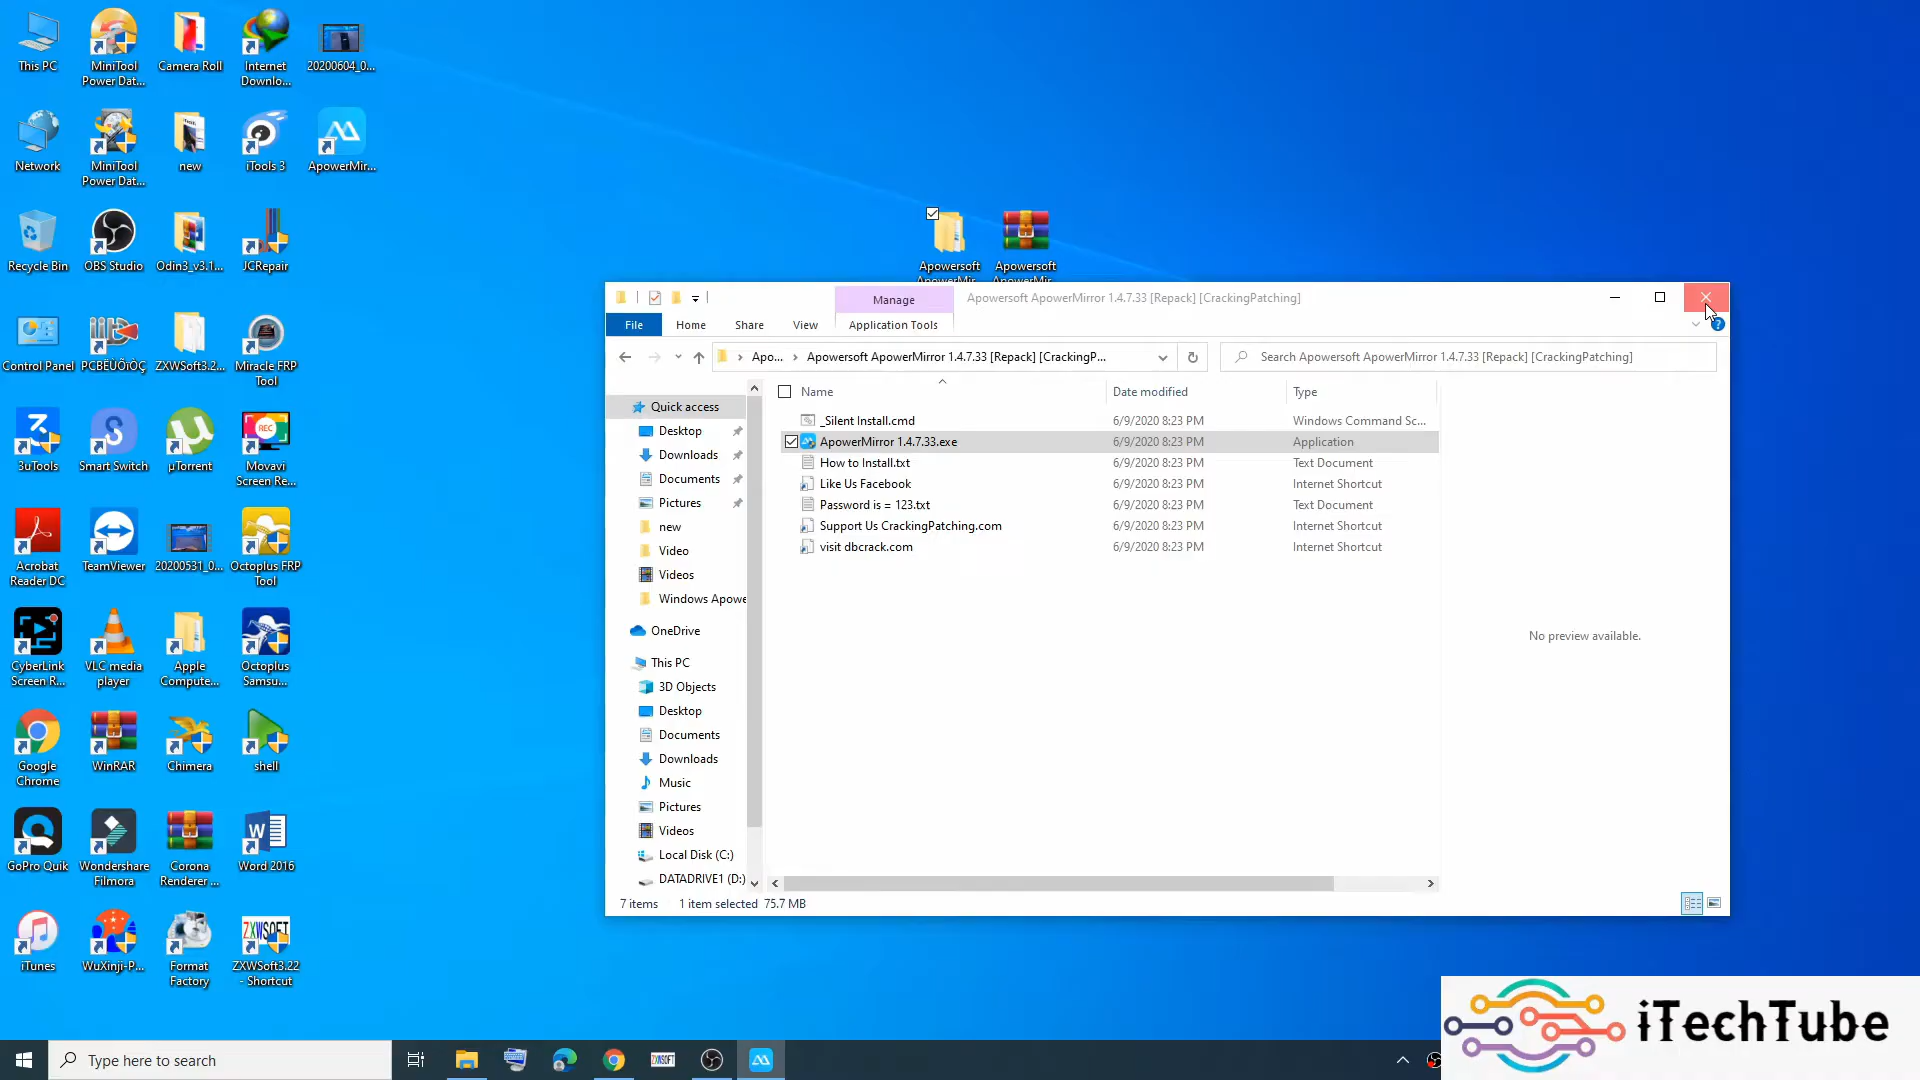 This PC
MiniTool
Power Dat...
Camera Roll
Internet
Downlo...
20200604_0...
Network
MiniTool
Power Dat...
new
iTools 3
ApowerMir...
Recycle Bin
OBS Studio
Odin3_v3.1...
JCRepair
Apowersoft
Apowersoft
Control Panel
PCBËÙÕïÒÇ
ZXWSoft3.2...
Miracle FRP
Tool
3uTools
Smart Switch
µTorrent
Movavi
Screen Re...
Acrobat
Reader DC
TeamViewer
20200531_0...
Octoplus FRP
Tool
CyberLink
Screen R...
VLC media
player
Apple
Compute...
Octoplus
Samsu...
Google
Chrome
WinRAR
Chimera
shell
GoPro Quik
Wondershare
Filmora
Corona
Renderer ...
Word 2016
iTunes
WuXinji-P...
Format
Factory
ZXWSoft3.22
- Shortcut
REC
ZXWSOFT
Manage
Apowersoft ApowerMirror 1.4.7.33 [Repack] [CrackingPatching]
File
Home
Share
View
Application Tools
Apo...
Apowersoft ApowerMirror 1.4.7.33 [Repack] [CrackingP...
Search Apowersoft ApowerMirror 1.4.7.33 [Repack] [CrackingPatching]
Name
Date modified
Type
_Silent Install.cmd 6/9/2020 8:23 PM Windows Command Sc...
ApowerMirror 1.4.7.33.exe 6/9/2020 8:23 PM Application
How to Install.txt 6/9/2020 8:23 PM Text Document
Like Us Facebook 6/9/2020 8:23 PM Internet Shortcut
Password is = 123.txt 6/9/2020 8:23 PM Text Document
Support Us CrackingPatching.com 6/9/2020 8:23 PM Internet Shortcut
visit dbcrack.com 6/9/2020 8:23 PM Internet Shortcut
Quick access
Desktop
Downloads
Documents
Pictures
new
Video
Videos
Windows Apowe
OneDrive
This PC
3D Objects
Desktop
Documents
Downloads
Music
Pictures
Videos
Local Disk (C:)
DATADRIVE1 (D:)
No preview available.
7 items
1 item selected 75.7 MB
Type here to search
ZXWSOFT
iTechTube